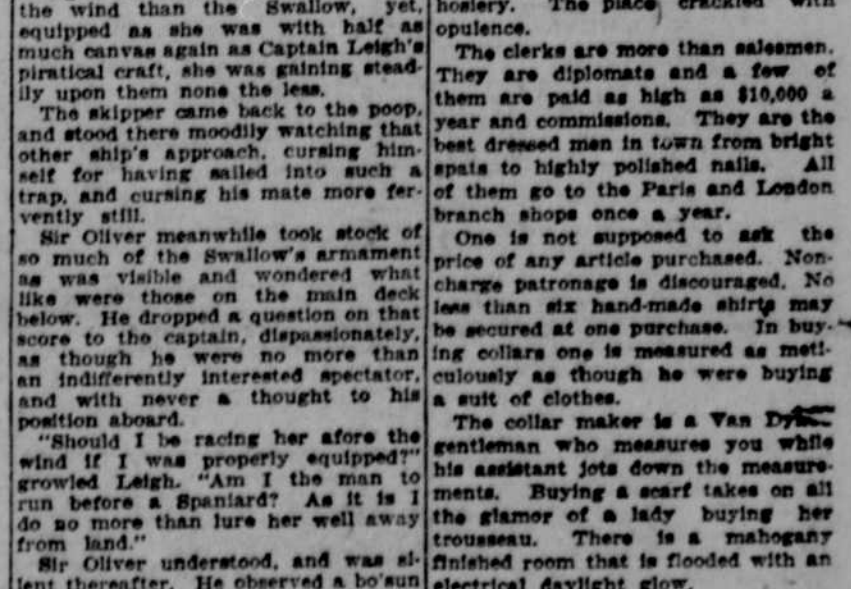 the wind than the Swallow, yet,
equipped as she was with half as
much canvas again as Captain Leigh's
piratical craft, she was gaining stead-
ily upon them none the less.
The skipper came back to the poop,
and stood there moodily watching that
other ship's approach, cursing him-
self for having sailed into such a
trap, and cursing his mate more fer-
vently still.
Sir Oliver meanwhile took stock of
so much of the Swallow's armament
as was visible and wondered what
like were those on the main deck
below. He dropped a question on that
score to the captain, dispassionately,
as though he were no more than
an indifferently interested spectator,
and with never a thought to his
position aboard.
"Should I be racing her afore the
wind if I was properly equipped?"
growled Leigh. "Am I the man to
run before a Spaniard? As it is I
do no more than lure her well away
from land."
Sir Oliver understood, and was si-
lent thereafter. He observed a bo'sun
hosiery. The place crackled with
opulence.
The clerks are more than salesmen.
They are diplomats and a few of
them are paid as high as $10,000 a
year and commissions. They are the
best dressed men in town from bright
spats to highly polished nails. All
of them go to the Paris and London
branch shops once a year.
One is not supposed to ask the
price of any article purchased. Non-
charge patronage is discouraged. No
less than six hand-made shirts may
be secured at one purchase. In buy-
ing collars one is measured as meti-
culously as though he were buying
a suit of clothes.
The collar maker is a Van
gentleman who measures you while
his assistant jots down the measure-
ments. Buying a scarf takes on all
the glamor of a lady buying her
trousseau. There is a mahogany
finished room that is flooded with an
electrical daylight glow.